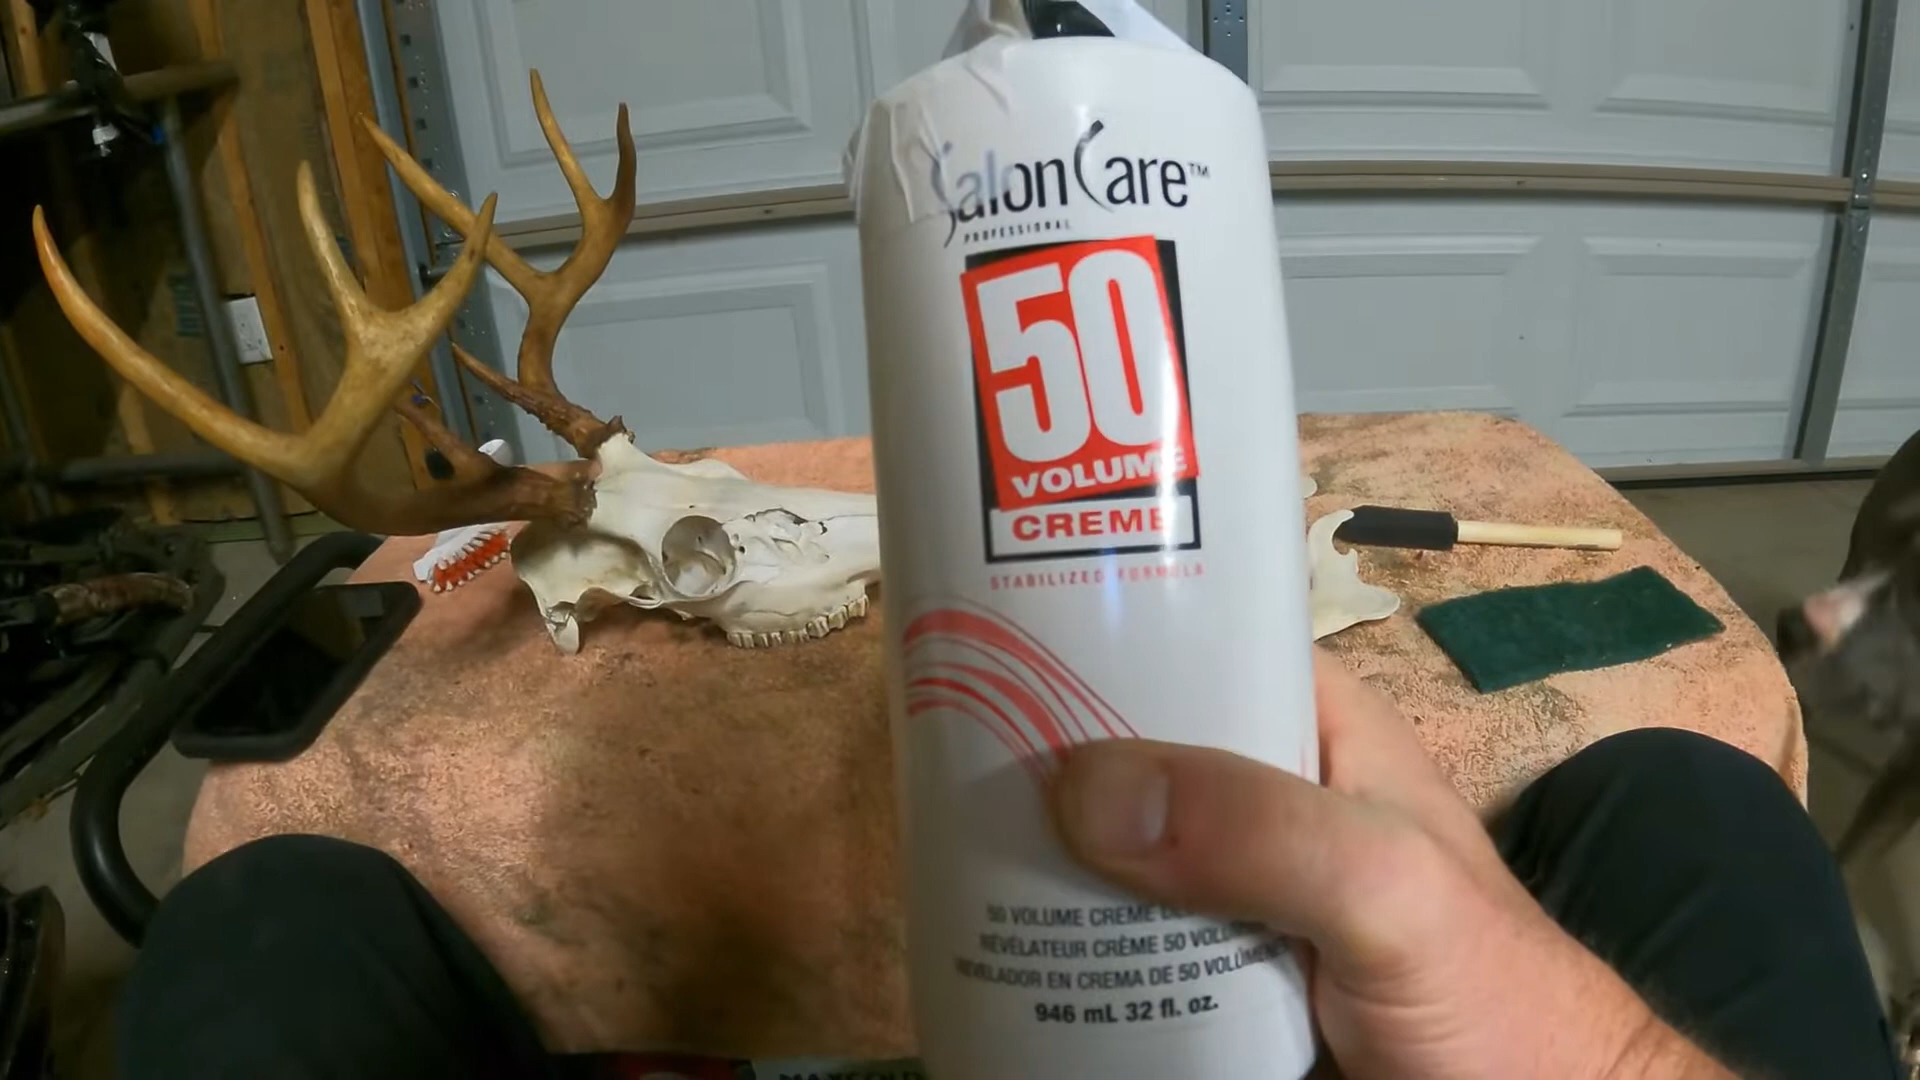 SalonCare™
PROFESSIONAL
50
VOLUME
CREME
STABILIZED FORMULA
50 VOLUME CREME
RÉVÉLATEUR CRÈME 50
REVELADOR EN CREMA DE 50
946 mL 32 fl. oz.